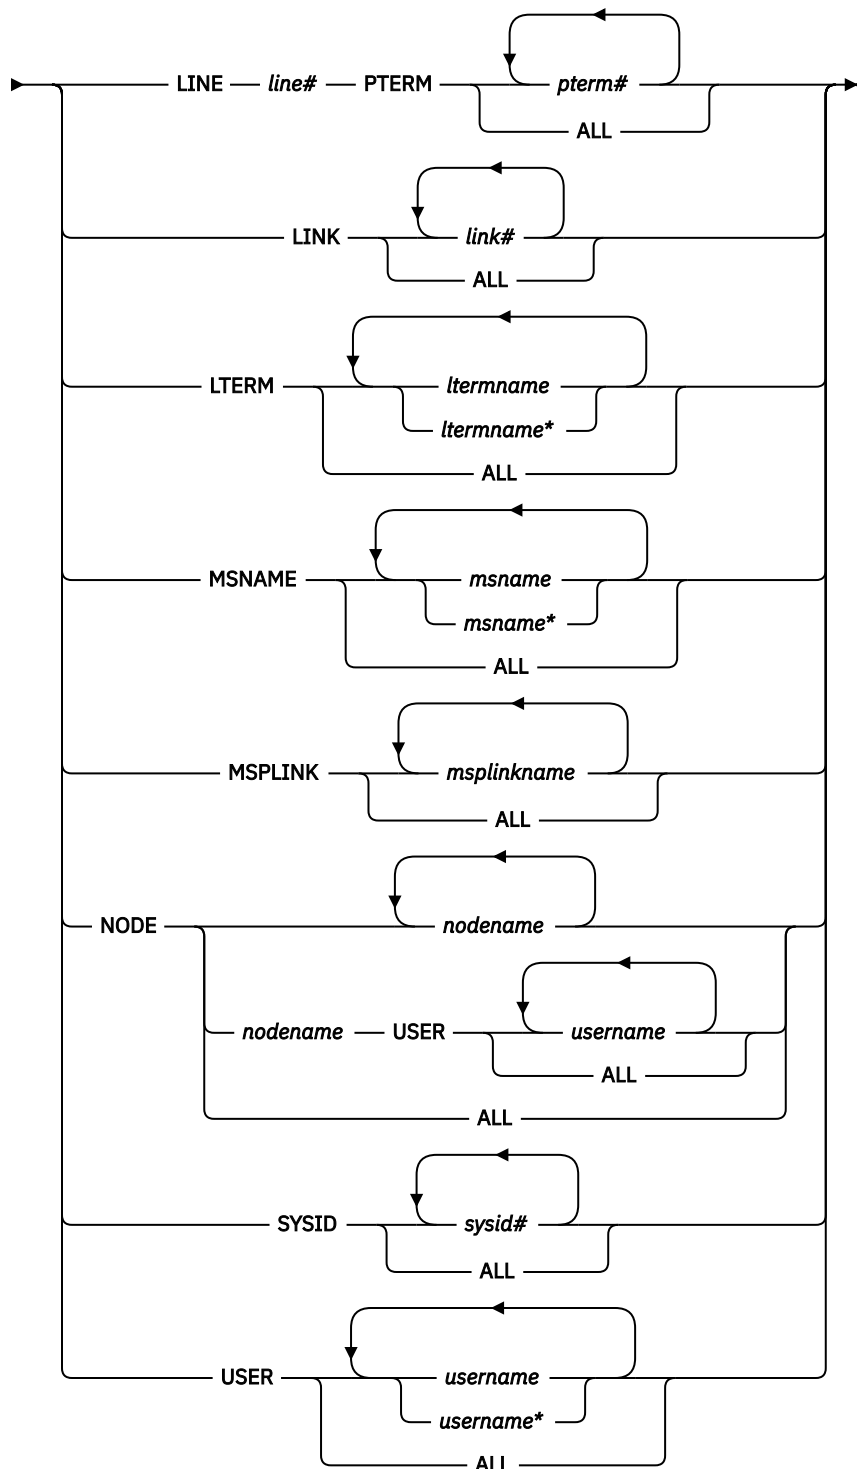 LINE line# PTERM pterm#
ALL
LINK link#
ALL
LTERM ltermname
ltermname*
ALL
MSNAME msname
msname*
ALL
MSPLINK msplinkname
ALL
NODE nodename
nodename USER username
ALL
ALL
SYSID sysid#
ALL
USER username
username*
ALL